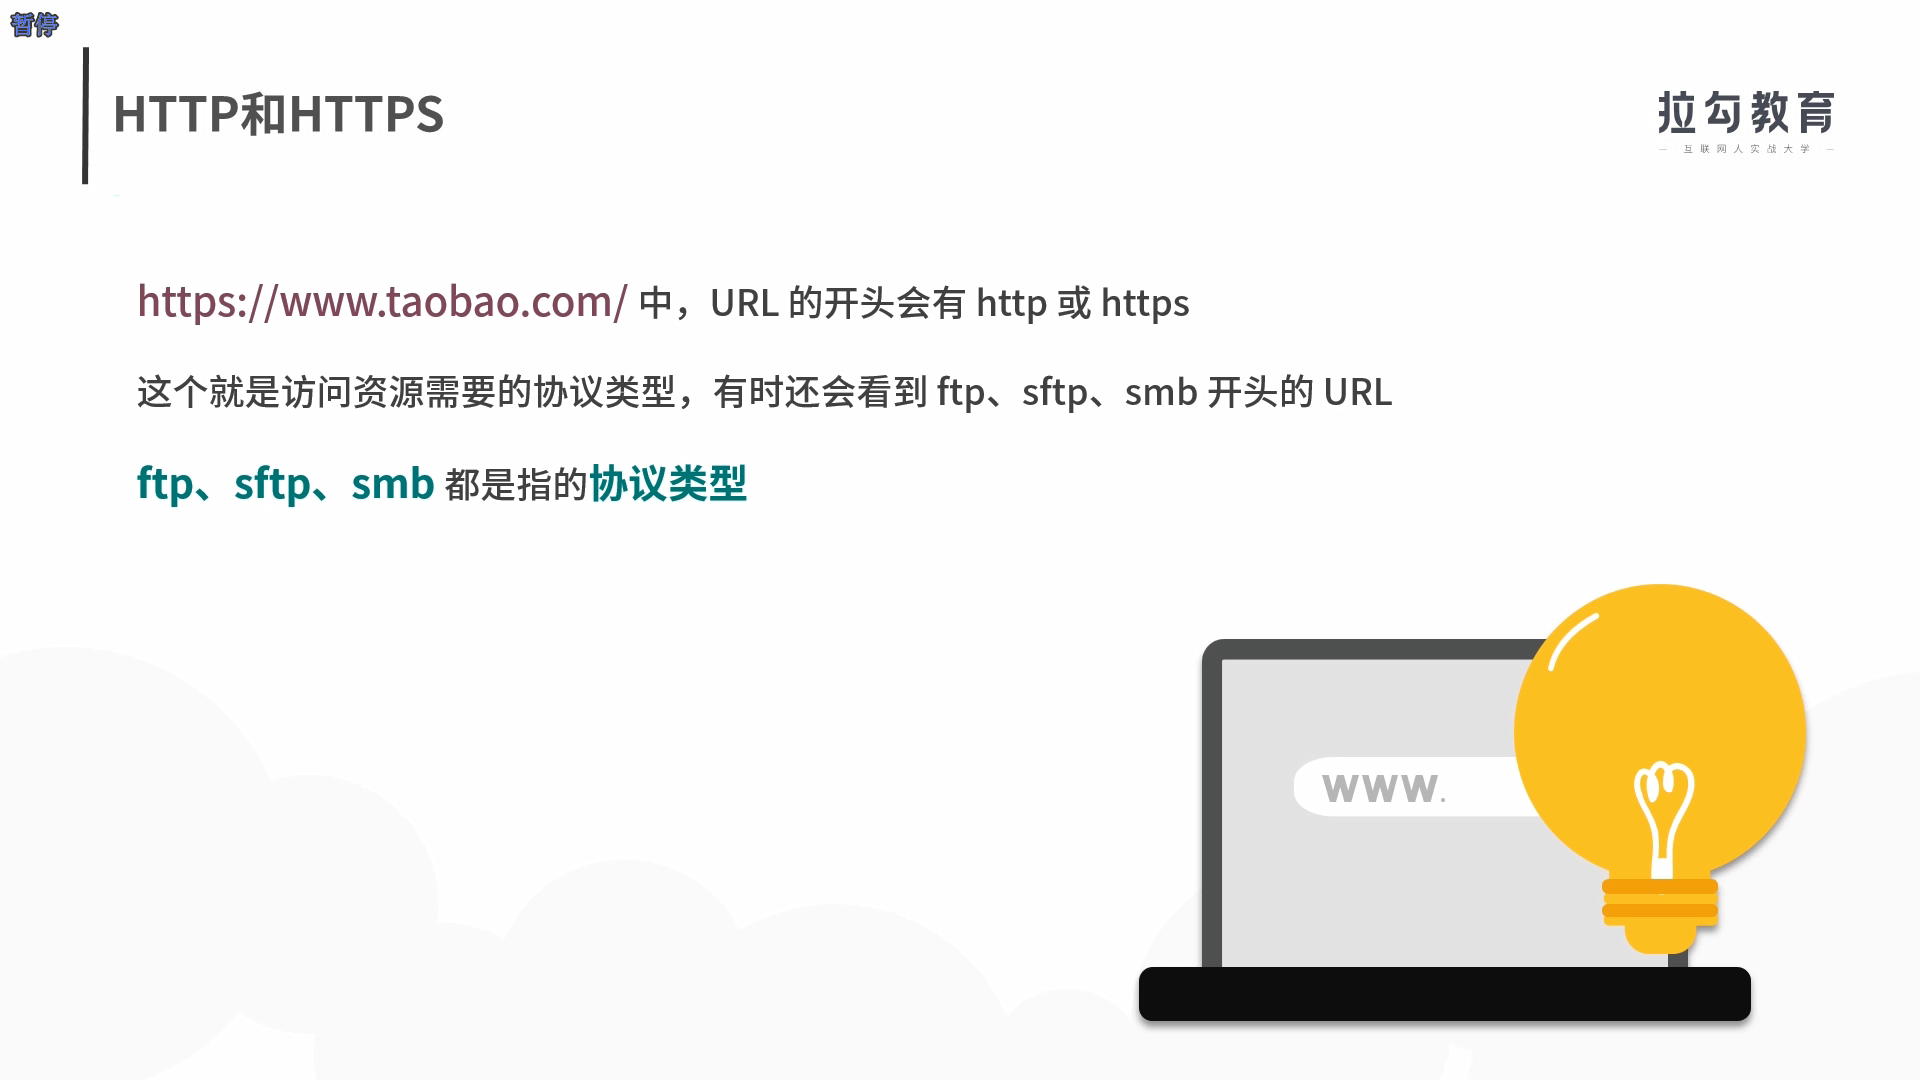 暂停
HTTP和HTTPS
拉勾教育
— 互联网人实战大学 —
https://www.taobao.com/ 中，URL 的开头会有 http 或 https
这个就是访问资源需要的协议类型，有时还会看到 ftp、sftp、smb 开头的 URL
ftp、sftp、smb 都是指的协议类型
www.